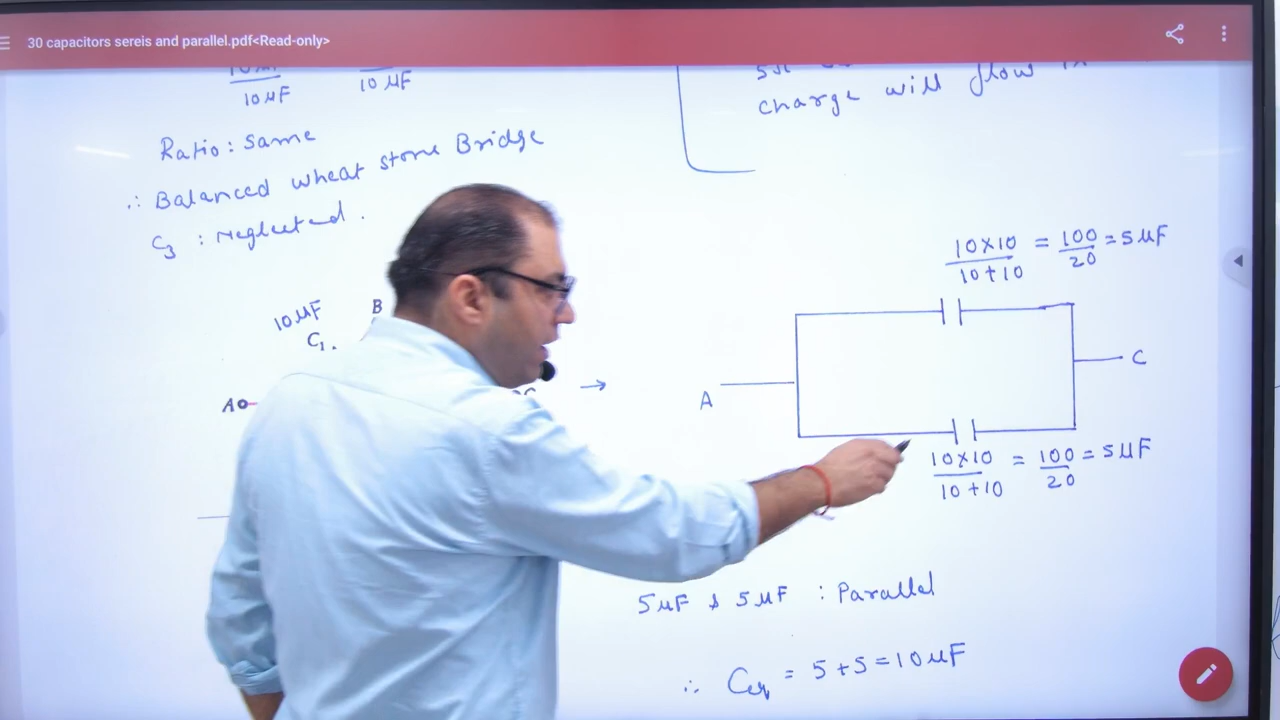 30 capacitors sereis and parallel.pdf<Read-only>
10 μF
10 μF
10 μF
charge will flow
Ratio: Same
∴ Balanced wheat stone Bridge
C3 : Neglected.
10×10 / 10+10 = 100/20 = 5 μF
10 μF
B
C1.
A
A
C
10×10 / 10+10 = 100/20 = 5 μF
5 μF & 5 μF : Parallel
∴ Ceq = 5+5 = 10 μF